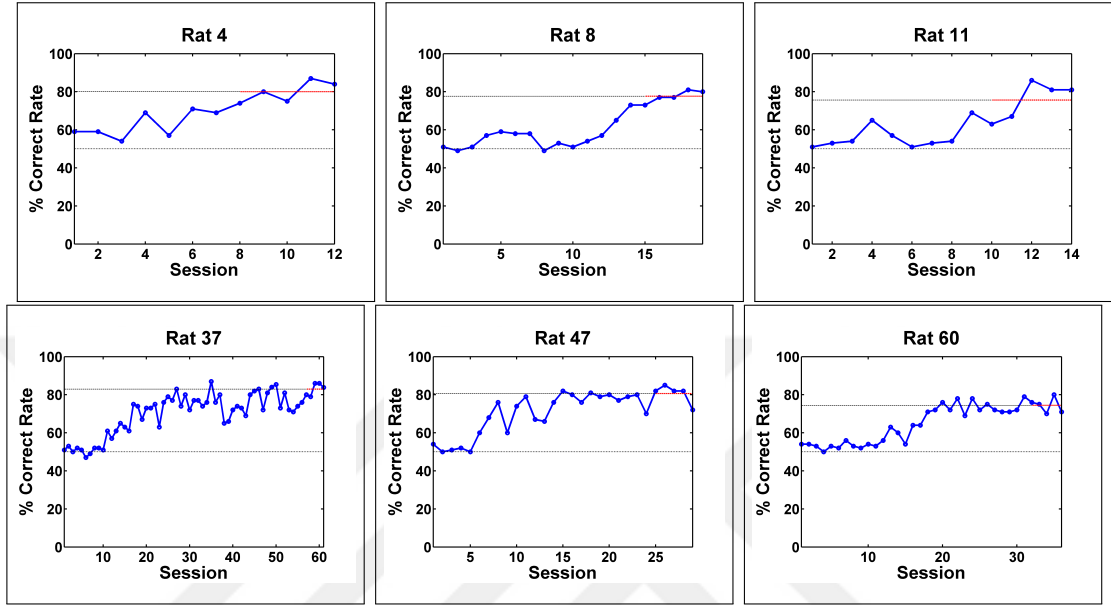 Rat 4
% Correct Rate
100
80
60
40
20
0
2 4 6 8 10 12
Session
Rat 8
% Correct Rate
100
80
60
40
20
0
5 10 15
Session
Rat 11
% Correct Rate
100
80
60
40
20
0
2 4 6 8 10 12 14
Session
Rat 37
% Correct Rate
100
80
60
40
20
0
10 20 30 40 50 60
Session
Rat 47
% Correct Rate
100
80
60
40
20
0
5 10 15 20 25
Session
Rat 60
% Correct Rate
100
80
60
40
20
0
10 20 30
Session